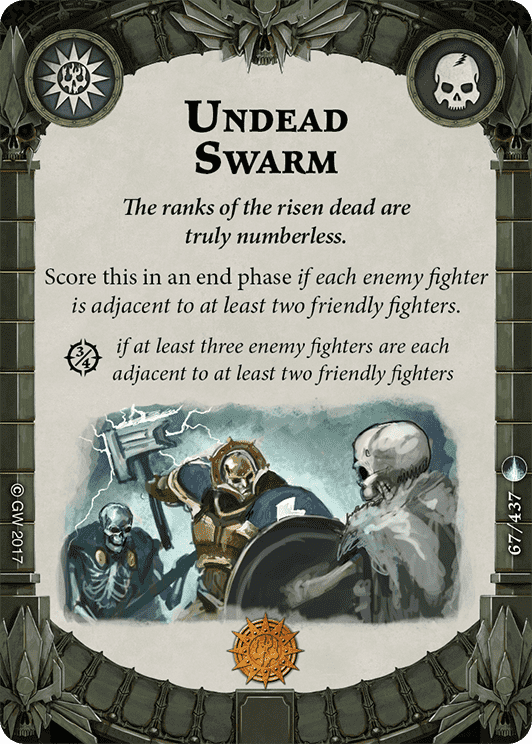 Undead
Swarm
The ranks of the risen dead are
truly numberless.
Score this in an end phase if each enemy fighter
is adjacent to at least two friendly fighters.
3/4
if at least three enemy fighters are each
adjacent to at least two friendly fighters
© GW 2017
67/437